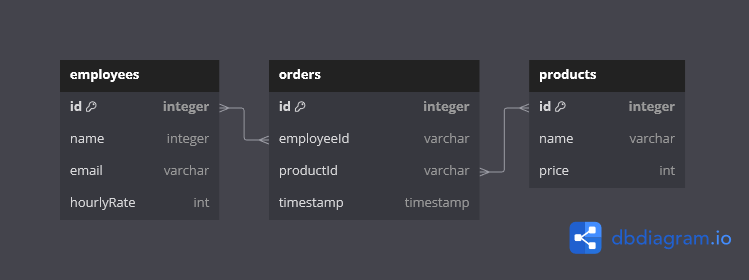 employees
id integer
name integer
email varchar
hourlyRate int
orders
id integer
employeeId varchar
productId varchar
timestamp timestamp
products
id integer
name varchar
price int
dbdiagram.io